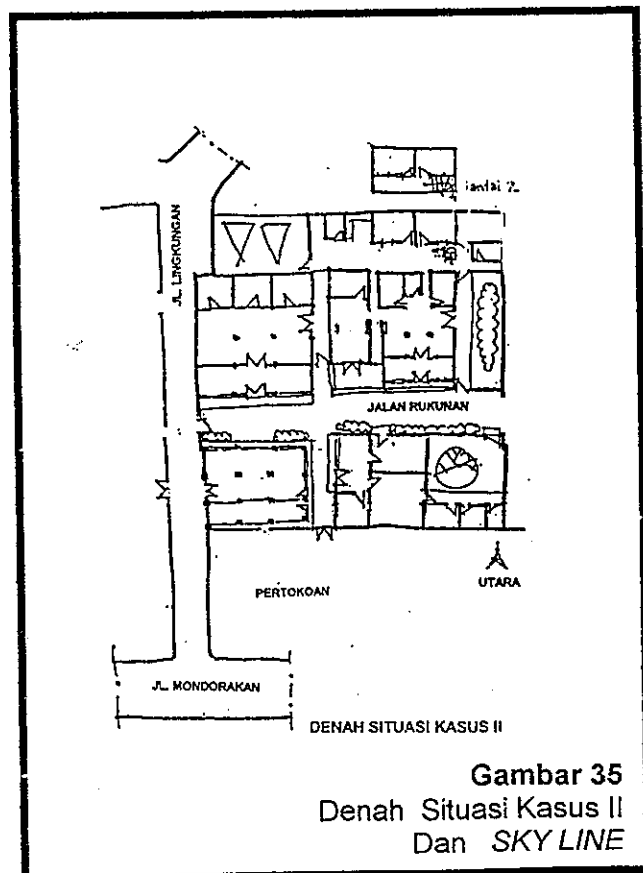 lantai 2
JL. LINGKUNGAN
JALAN RUKUNAN
UTARA
PERTOKOAN
JL. MONDORAKAN
DENAH SITUASI KASUS II
Gambar 35
Denah Situasi Kasus II
Dan SKY LINE